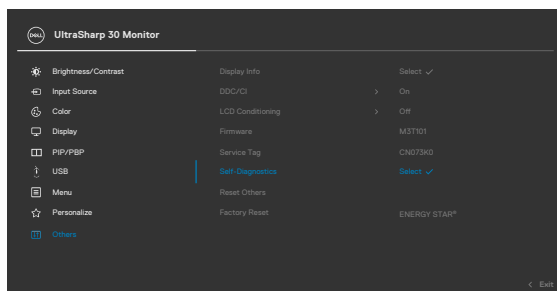 DELL UltraSharp 30 Monitor
Brightness/Contrast Display Info Select ✓
Input Source DDC/CI > On
Color LCD Conditioning > Off
Display Firmware M3T101
PIP/PBP Service Tag CN073K0
USB Self-Diagnostics Select ✓
Menu Reset Others
Personalize Factory Reset ENERGY STAR®
Others
< Exit